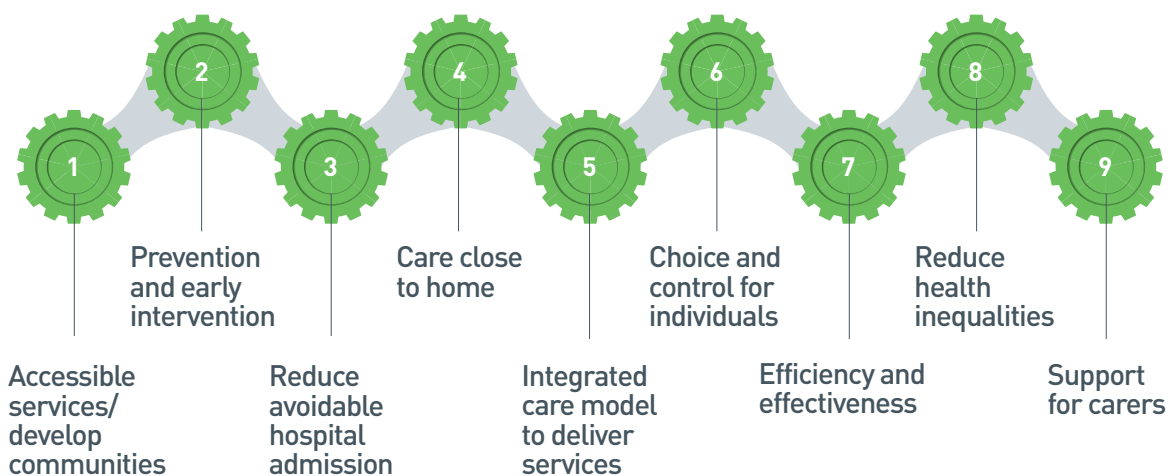 1
Accessible
services/
develop
communities
2
Prevention
and early
intervention
3
Reduce
avoidable
hospital
admission
4
Care close
to home
5
Integrated
care model
to deliver
services
6
Choice and
control for
individuals
7
Efficiency and
effectiveness
8
Reduce
health
inequalities
9
Support
for carers